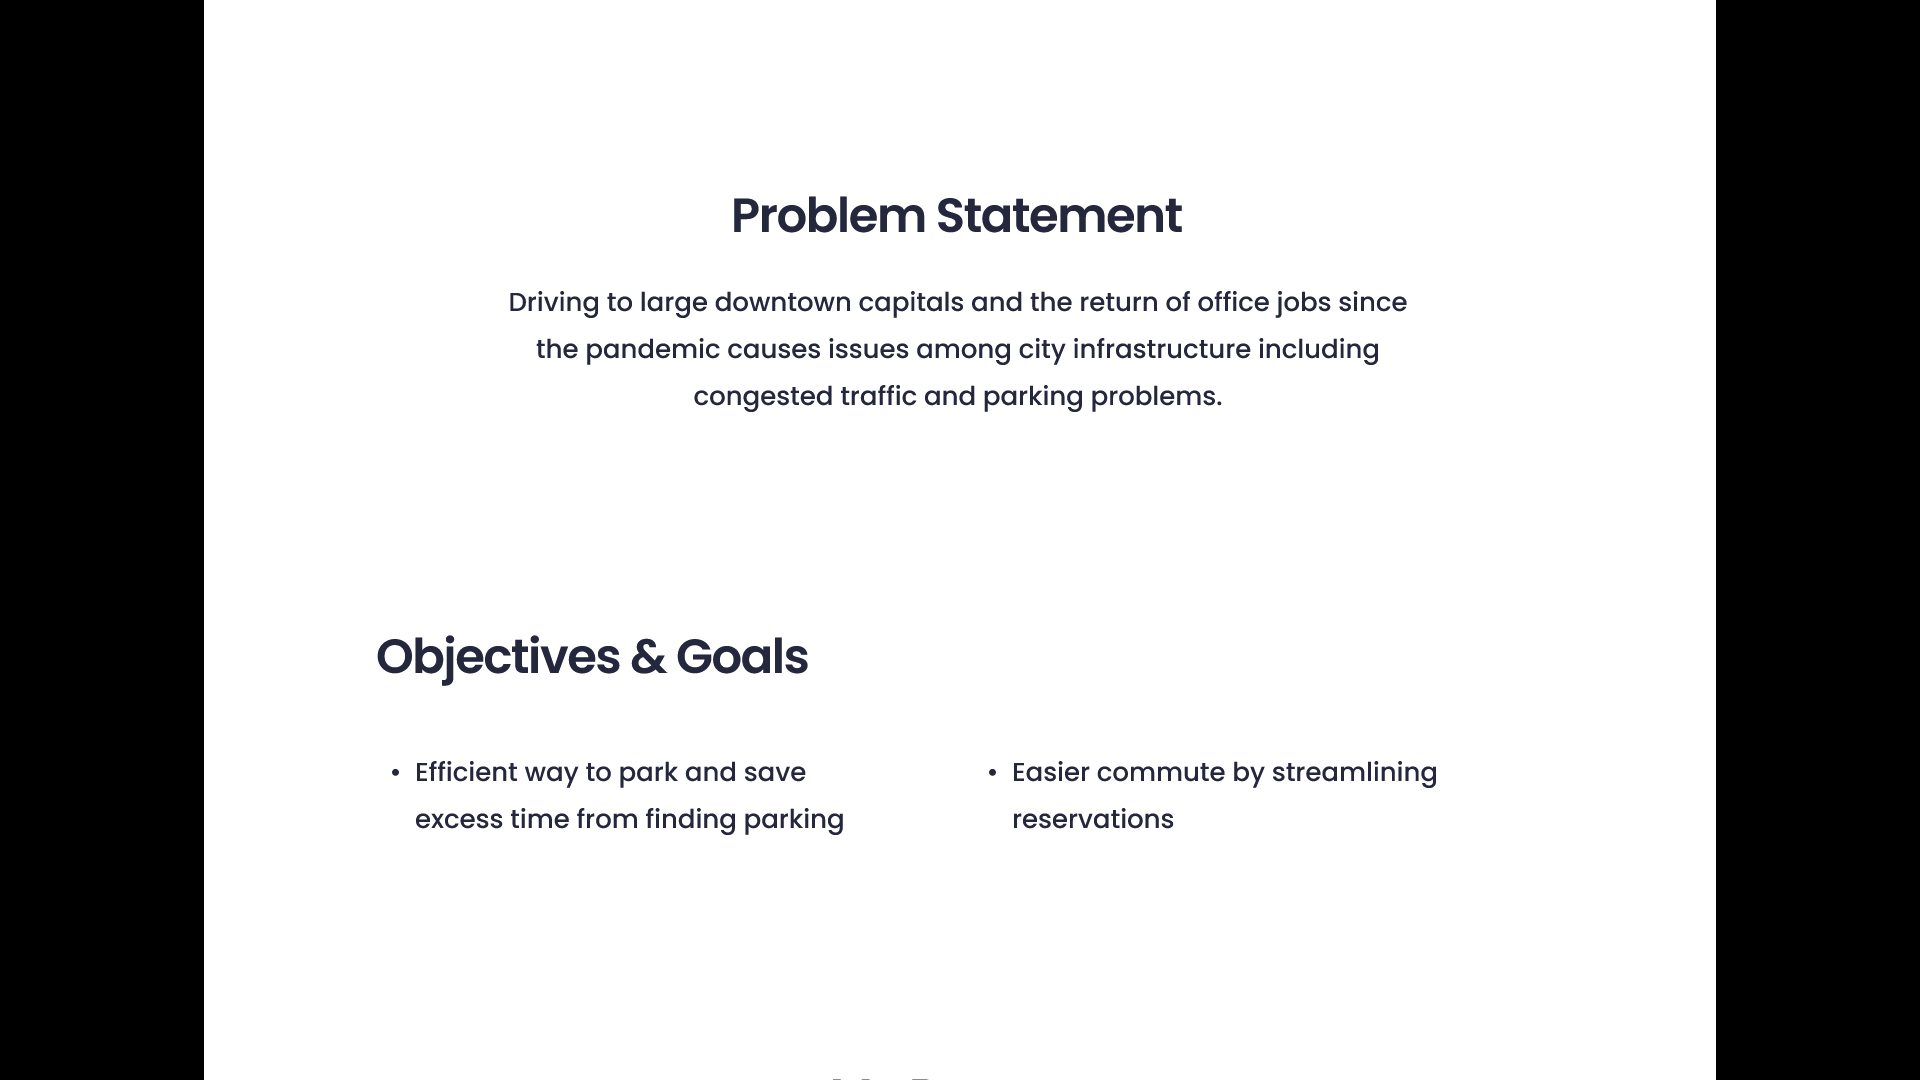 Problem Statement
Driving to large downtown capitals and the return of office jobs since
the pandemic causes issues among city infrastructure including
congested traffic and parking problems.
Objectives & Goals
• Efficient way to park and save
excess time from finding parking
• Easier commute by streamlining
reservations